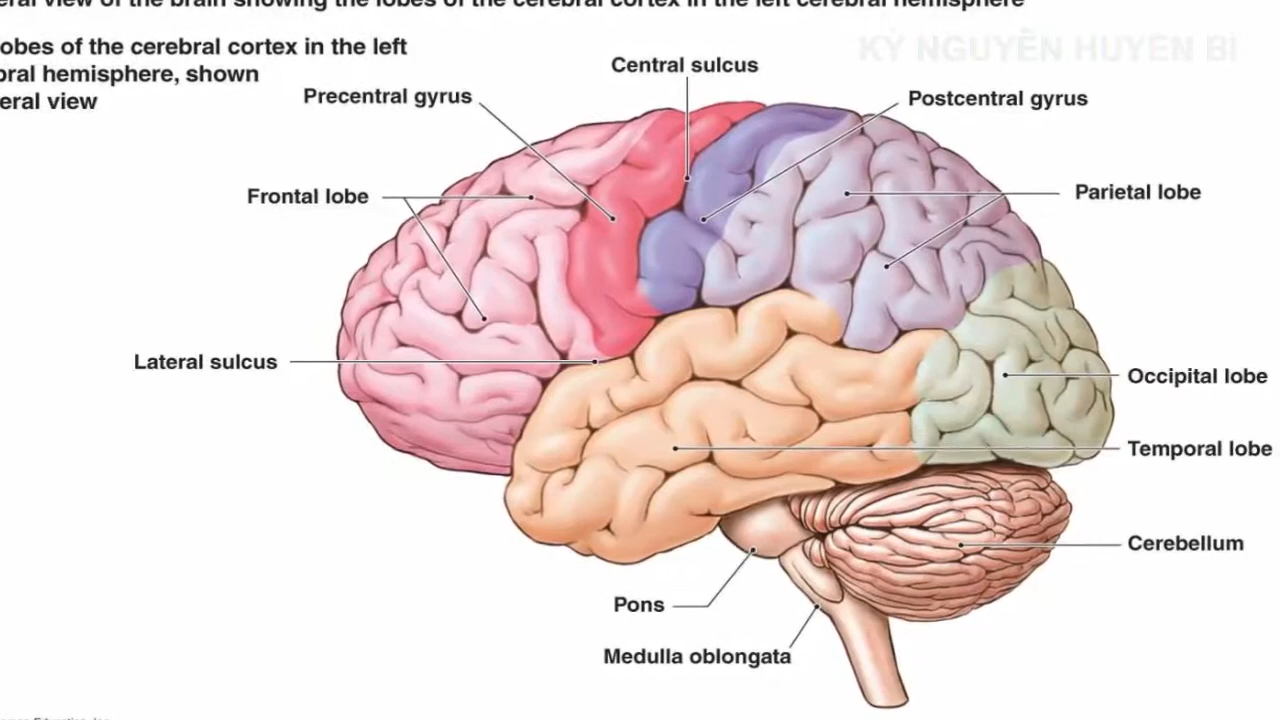 eral view of the brain showing the lobes of the cerebral cortex in the left cerebral hemisphere
obes of the cerebral cortex in the left
bral hemisphere, shown
eral view
KỶ NGUYÊN HUYỀN BÍ
Central sulcus
Precentral gyrus
Postcentral gyrus
Frontal lobe
Parietal lobe
Lateral sulcus
Occipital lobe
Temporal lobe
Cerebellum
Pons
Medulla oblongata